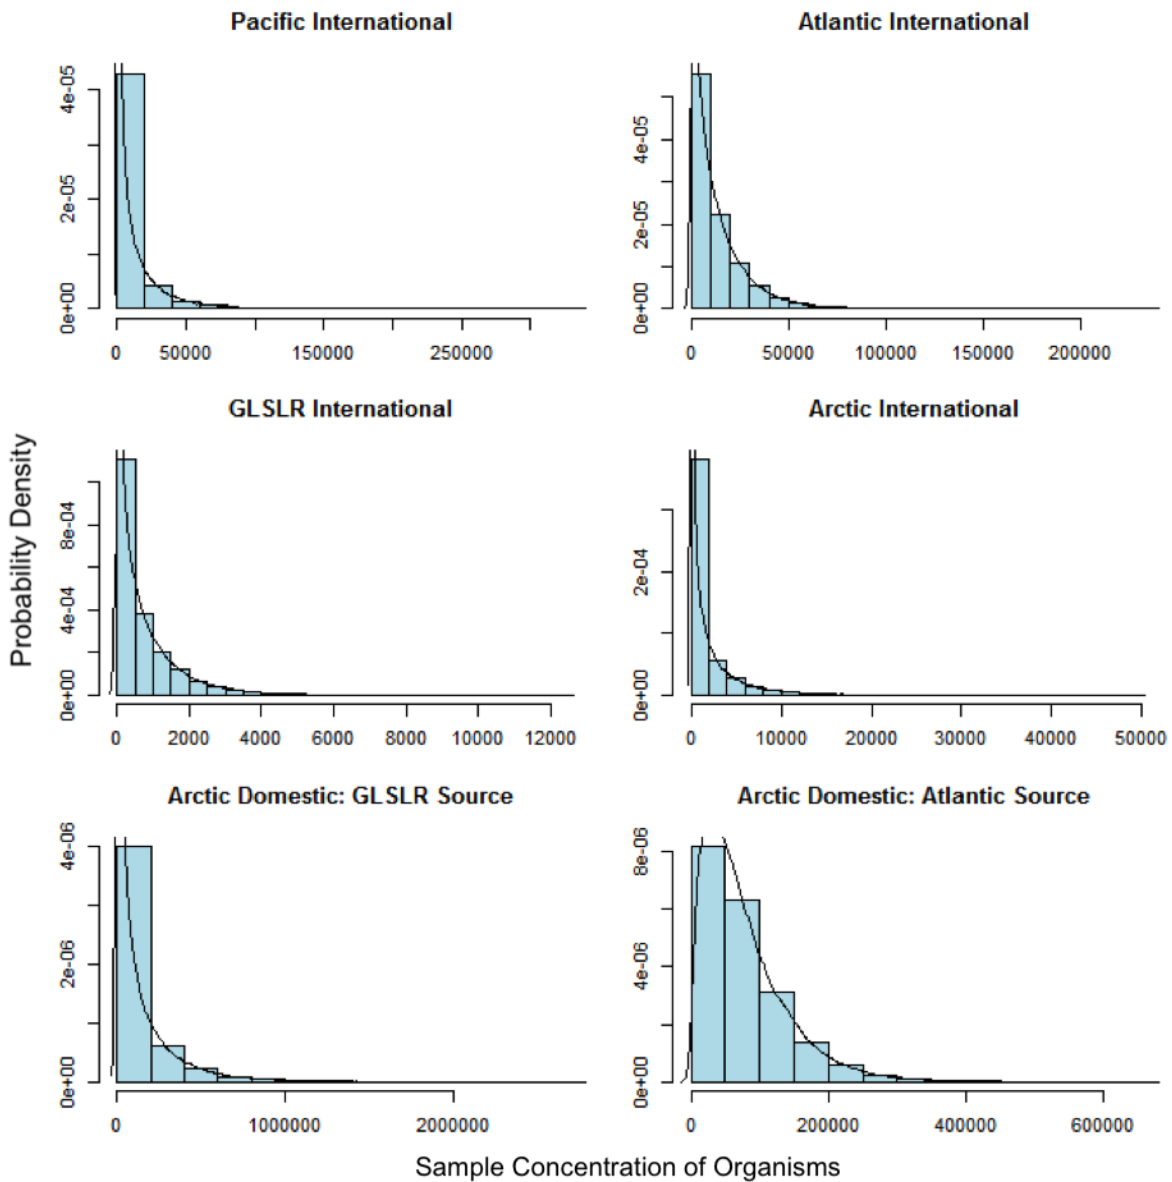 Pacific International
Atlantic International
0e+00 2e-05 4e-05
0 50000 150000 250000
0e+00 2e-05 4e-05
0 50000 100000 150000 200000
GLSLR International
Arctic International
Probability Density
0e+00 4e-04 8e-04
0 2000 4000 6000 8000 10000 12000
0e+00 2e-04
0 10000 20000 30000 40000 50000
Arctic Domestic: GLSLR Source
Arctic Domestic: Atlantic Source
0e+00 2e-06 4e-06
0 1000000 2000000
0e+00 4e-06 8e-06
0 200000 400000 600000
Sample Concentration of Organisms